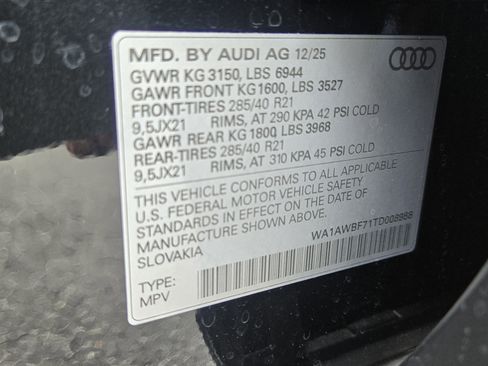 MFD. BY AUDI AG 12/25
GVWR KG 3150, LBS 6944
GAWR FRONT KG 1600, LBS 3527
FRONT-TIRES 285/40 R21
9,5JX21 RIMS, AT 290 KPA 42 PSI COLD
GAWR REAR KG 1800, LBS 3968
REAR-TIRES 285/40 R21
9,5JX21 RIMS, AT 310 KPA 45 PSI COLD
THIS VEHICLE CONFORMS TO ALL APPLICABLE
U.S. FEDERAL MOTOR VEHICLE SAFETY
STANDARDS IN EFFECT ON THE DATE OF
MANUFACTURE SHOWN ABOVE
SLOVAKIA
WA1AWBF71TD008988
TYPE:
MPV